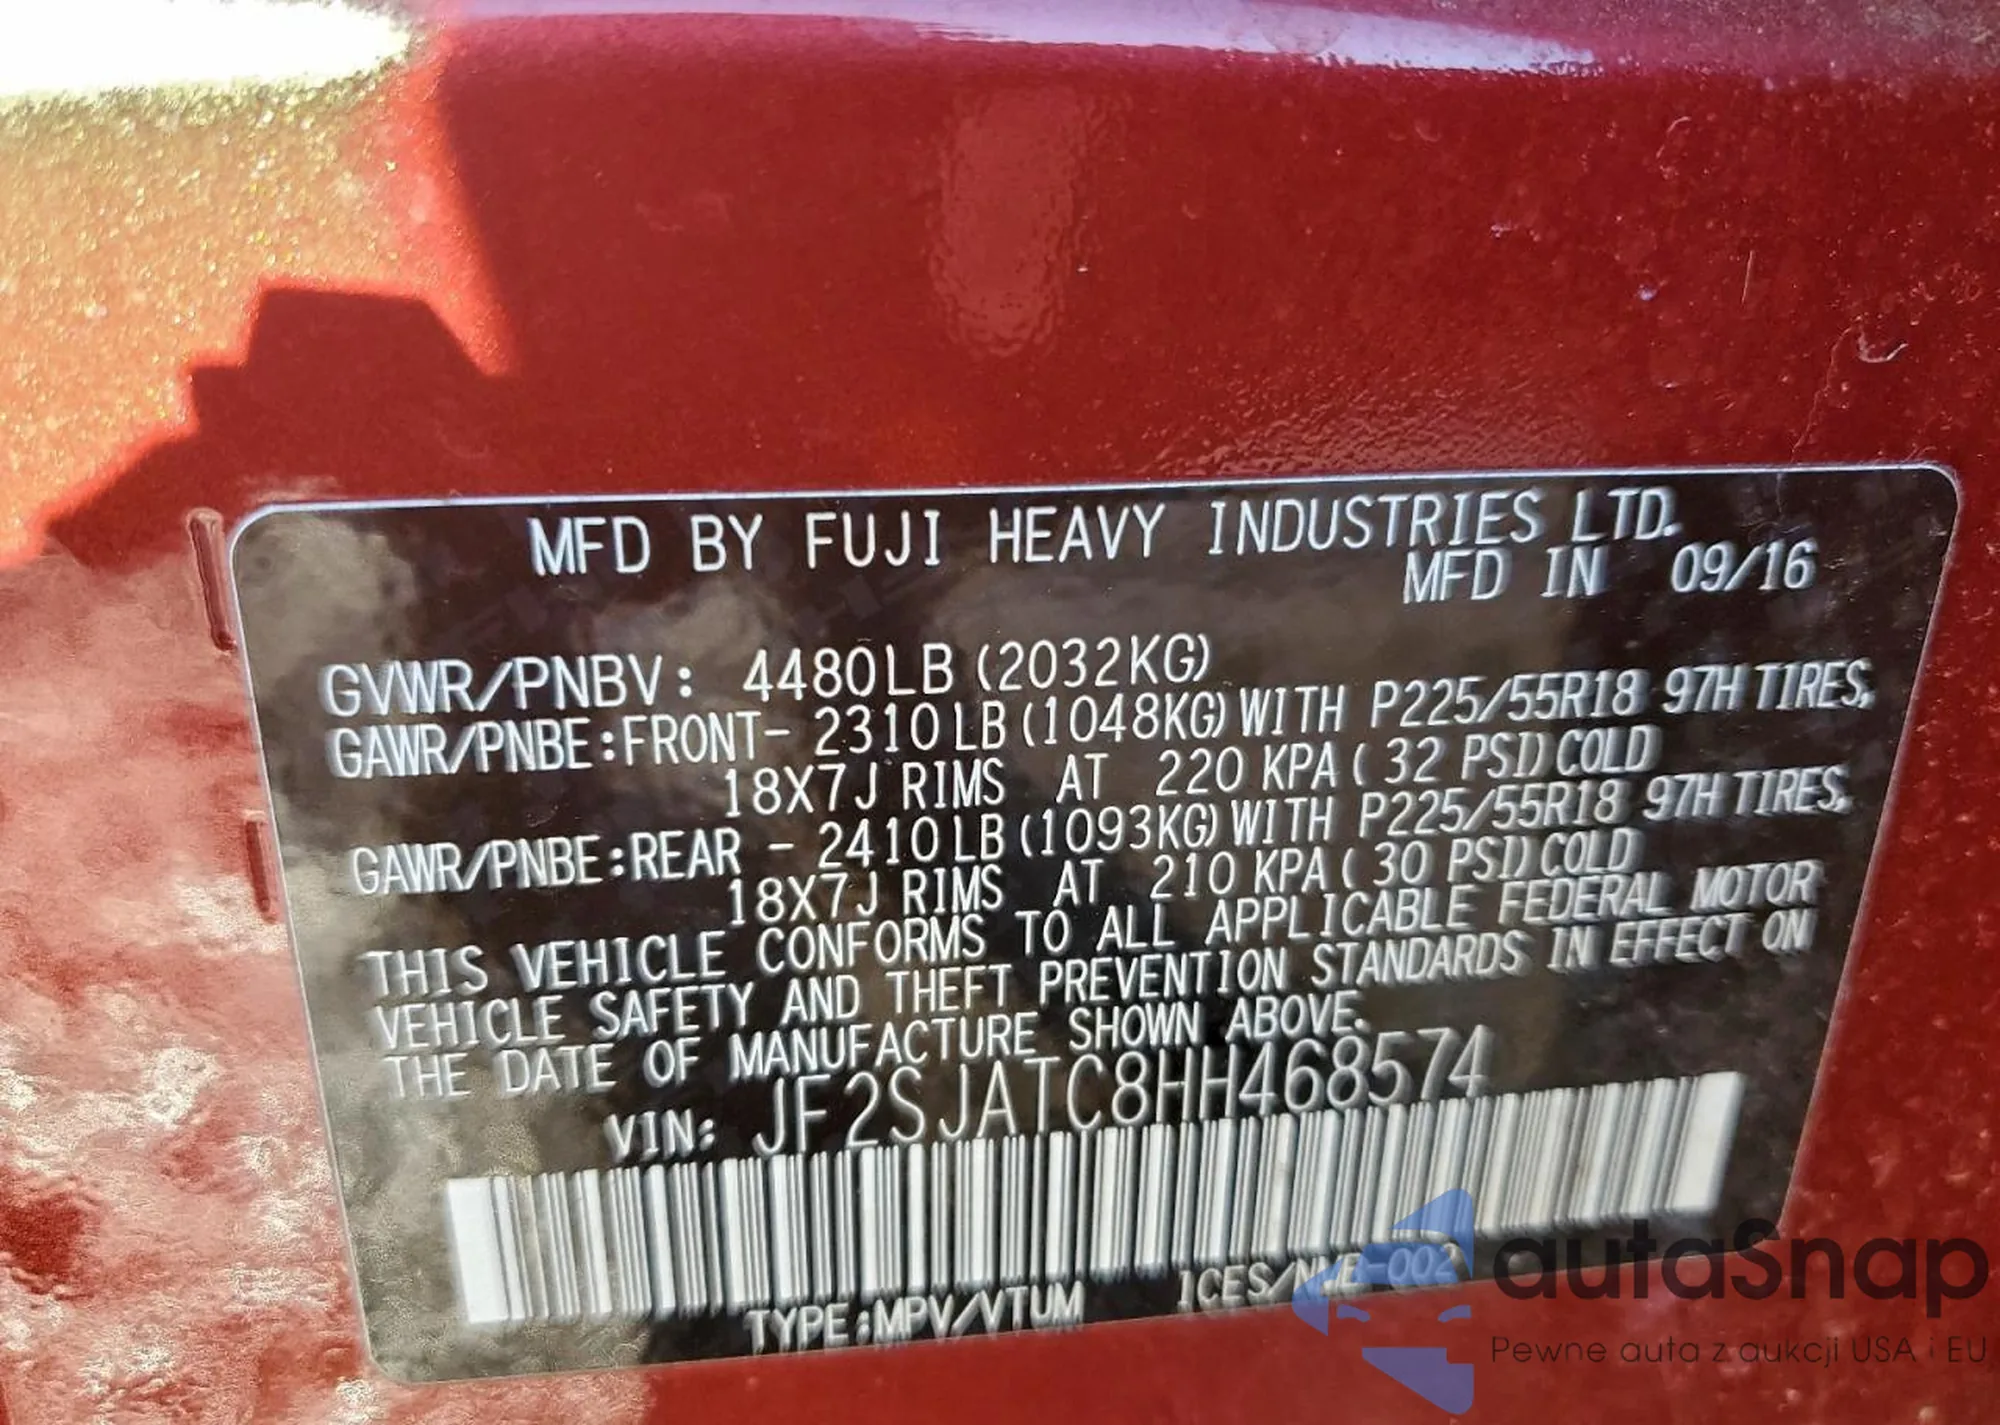 MFD BY FUJI HEAVY INDUSTRIES LTD.
MFD IN 09/16
GVWR/PNBV: 4480LB (2032KG)
GAWR/PNBE:FRONT- 2310LB (1048KG) WITH P225/55R18 97H TIRES,
18X7J RIMS AT 220 KPA ( 32 PSI) COLD
GAWR/PNBE:REAR - 2410LB (1093KG) WITH P225/55R18 97H TIRES,
18X7J RIMS AT 210 KPA ( 30 PSI) COLD
THIS VEHICLE CONFORMS TO ALL APPLICABLE FEDERAL MOTOR
VEHICLE SAFETY AND THEFT PREVENTION STANDARDS IN EFFECT ON
THE DATE OF MANUFACTURE SHOWN ABOVE.
VIN: JF2SJATC8HH468574
TYPE:MPV/VTUM ICES/NMB-002
autaSnap
Pewne auta z aukcji USA i EU